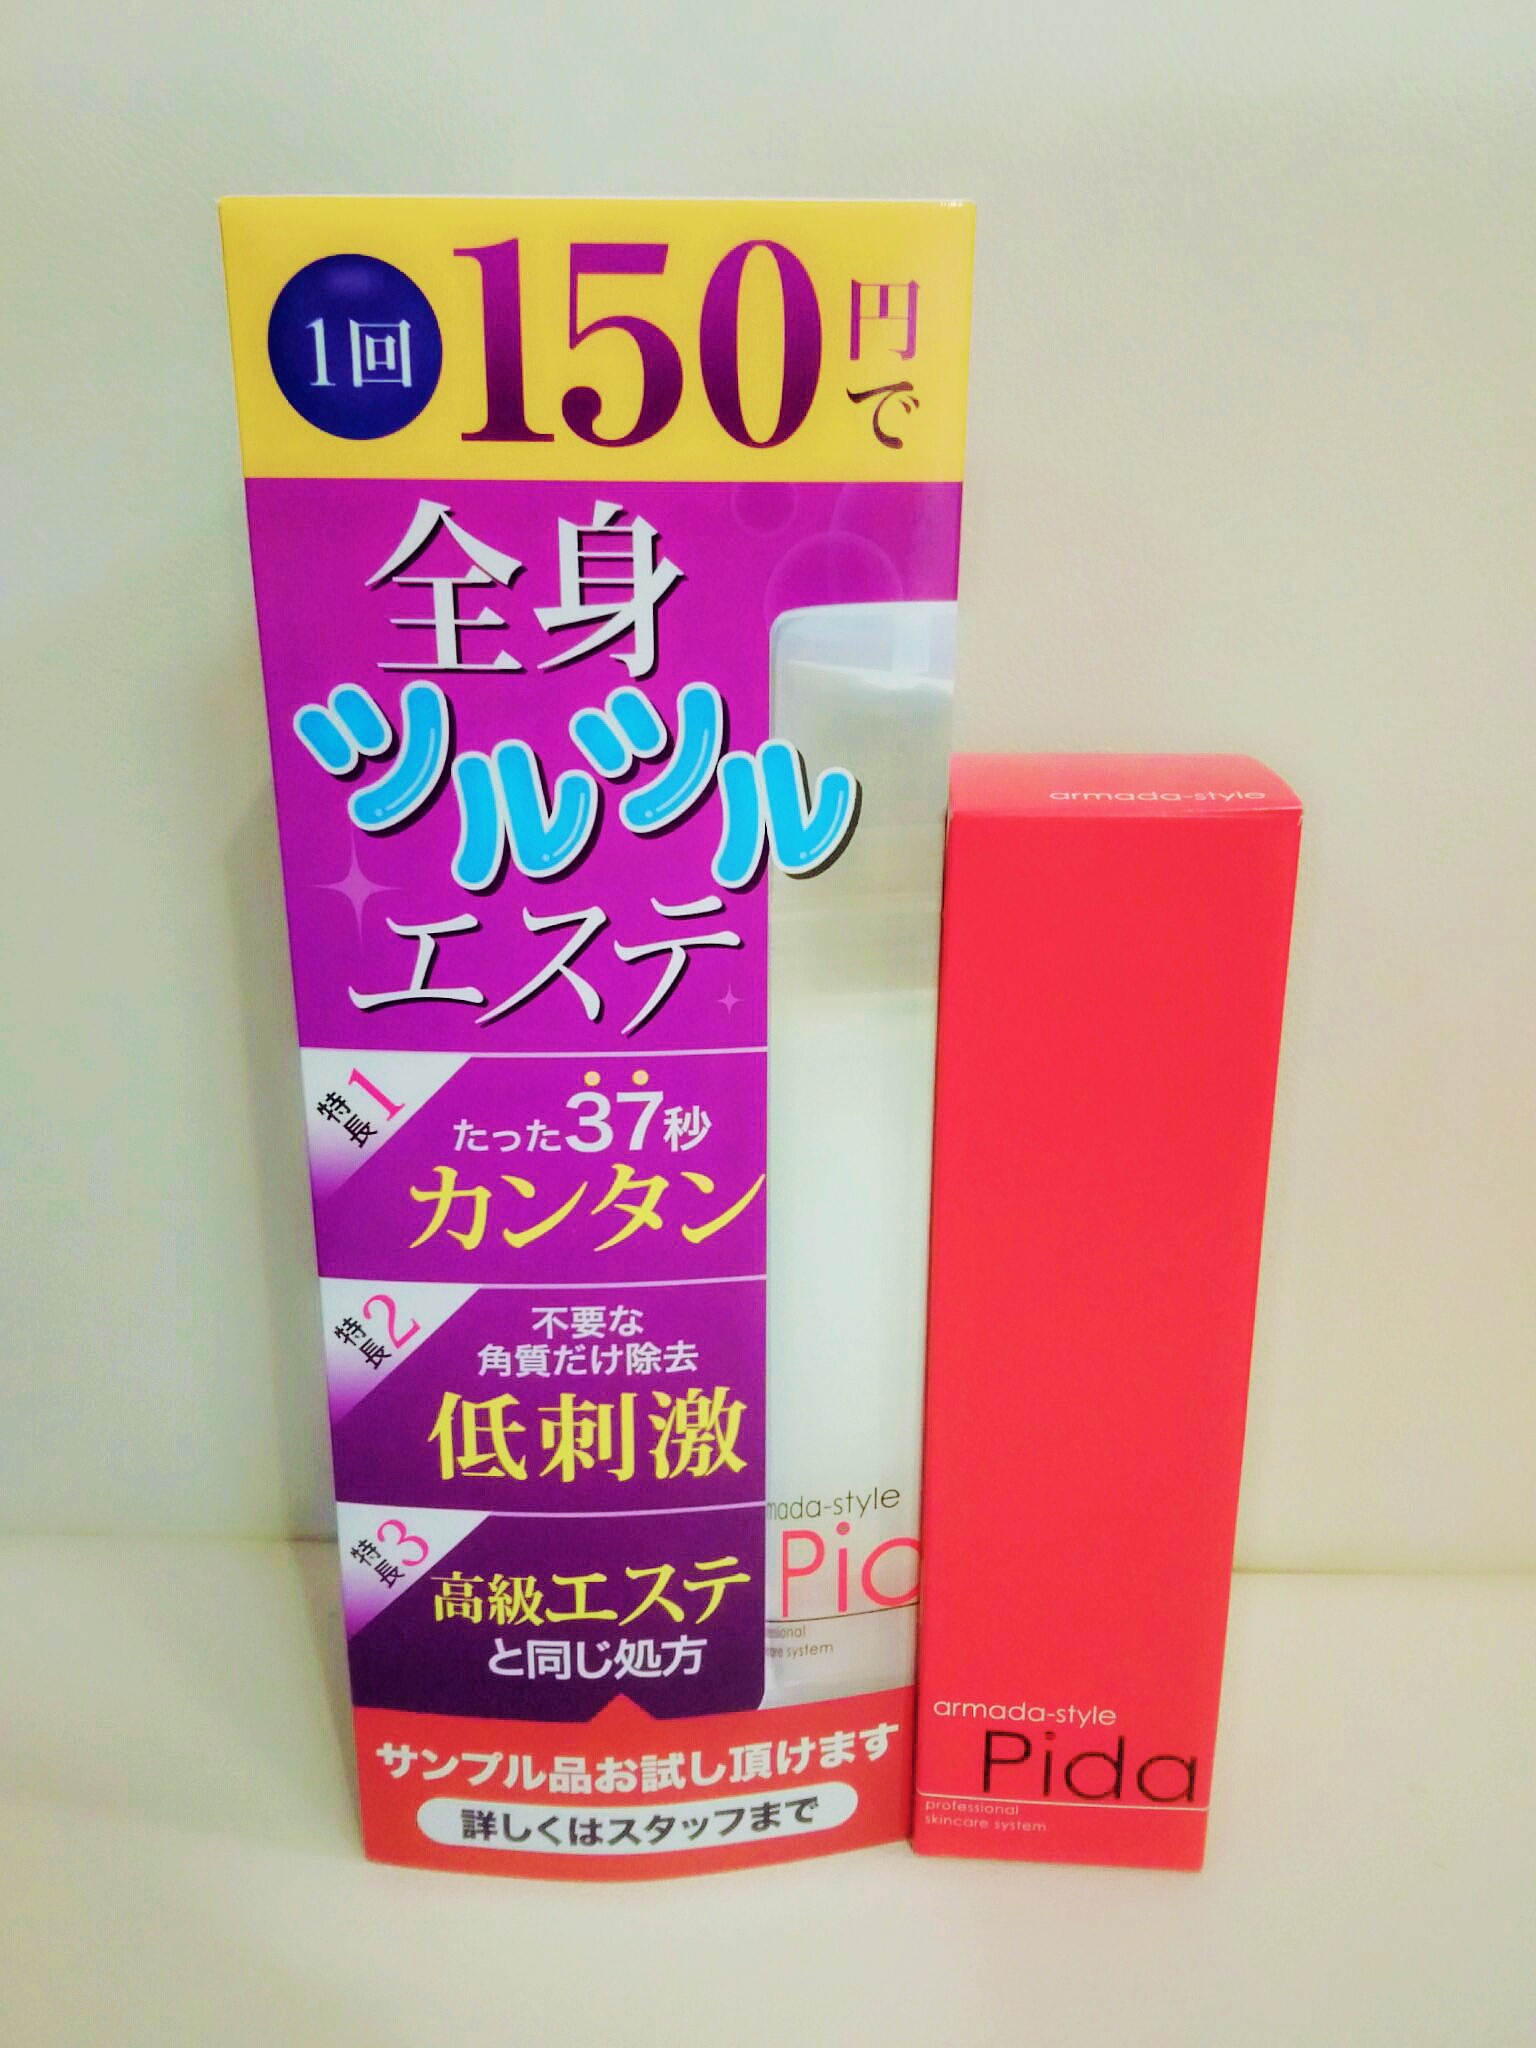 1回
150円で
全身
ツルツル
エステ
特長1
たった37秒
カンタン
特長2
不要な
角質だけ除去
低刺激
特長3
高級エステ
と同じ処方
mada-style
Pid
care system
サンプル品お試し頂けます
詳しくはスタッフまで
armada-style
armada-style
Pida
professional
skincare system